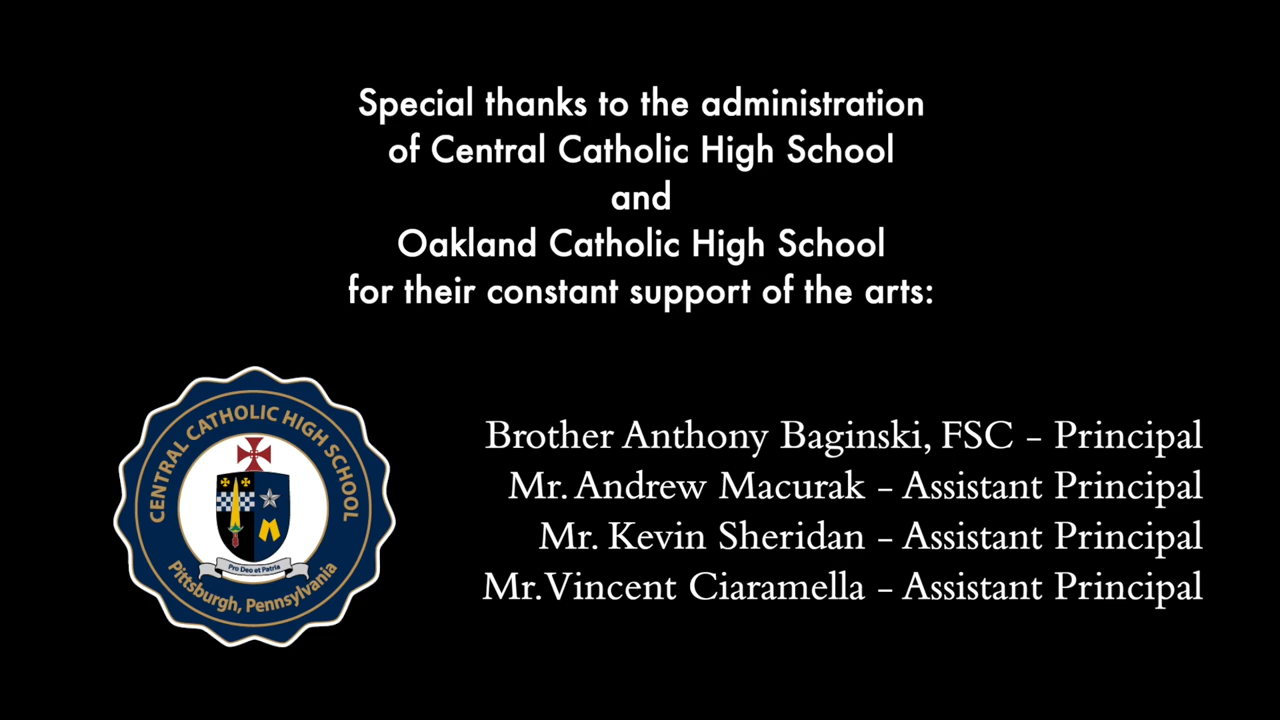 Special thanks to the administration
of Central Catholic High School
and
Oakland Catholic High School
for their constant support of the arts:
CENTRAL CATHOLIC HIGH SCHOOL
Pro Deo et Patria
Pittsburgh, Pennsylvania
Brother Anthony Baginski, FSC - Principal
Mr. Andrew Macurak - Assistant Principal
Mr. Kevin Sheridan - Assistant Principal
Mr. Vincent Ciaramella - Assistant Principal